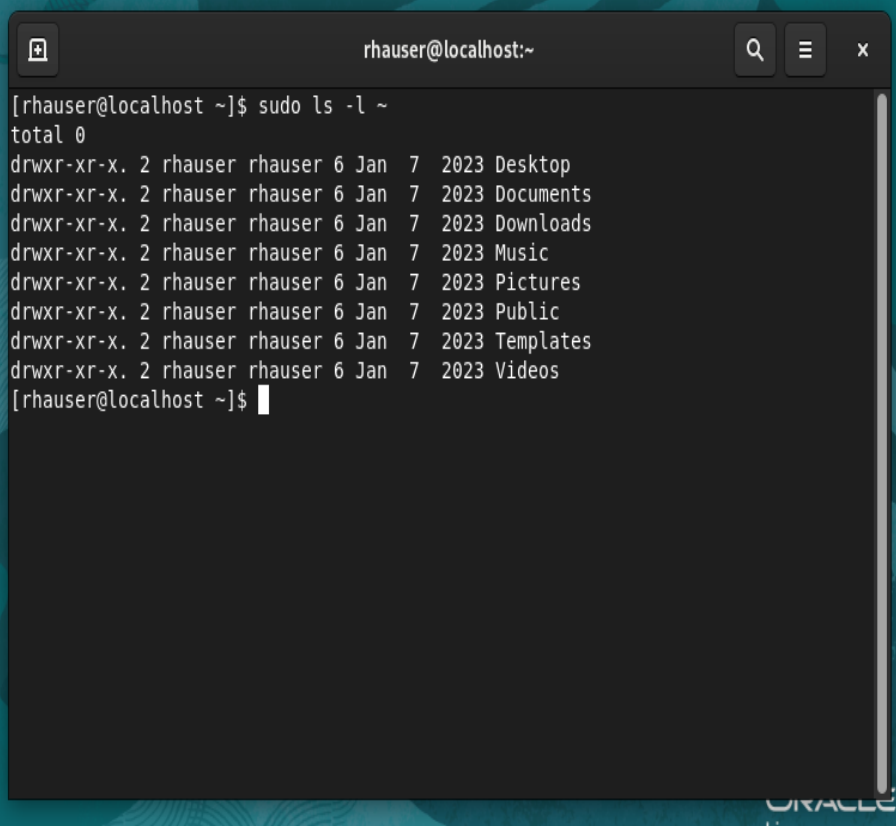 rhauser@localhost:~
[rhauser@localhost ~]$ sudo ls -l ~
total 0
drwxr-xr-x. 2 rhauser rhauser 6 Jan  7  2023 Desktop
drwxr-xr-x. 2 rhauser rhauser 6 Jan  7  2023 Documents
drwxr-xr-x. 2 rhauser rhauser 6 Jan  7  2023 Downloads
drwxr-xr-x. 2 rhauser rhauser 6 Jan  7  2023 Music
drwxr-xr-x. 2 rhauser rhauser 6 Jan  7  2023 Pictures
drwxr-xr-x. 2 rhauser rhauser 6 Jan  7  2023 Public
drwxr-xr-x. 2 rhauser rhauser 6 Jan  7  2023 Templates
drwxr-xr-x. 2 rhauser rhauser 6 Jan  7  2023 Videos
[rhauser@localhost ~]$
ORACLE